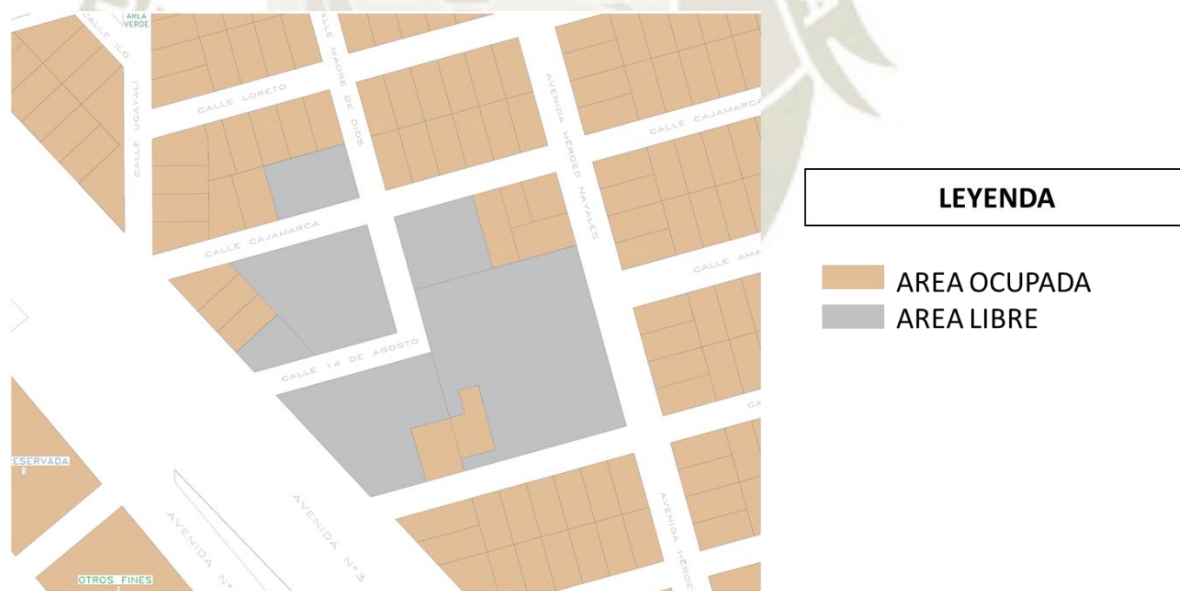 AREA
VERDE
CALLE ILO
CALLE UCAYALI
CALLE LORETO
CALLE MADRE DE DIOS
AVENIDA HEROES NAVALES
CALLE CAJAMARCA
CALLE CAJAMARCA
CALLE AMA
CALLE 14 DE AGOSTO
CA
ESERVADA
AVENIDA N°
AVENIDA N°3
AVENIDA HEROE
OTROS FINES
LEYENDA
AREA OCUPADA
AREA LIBRE